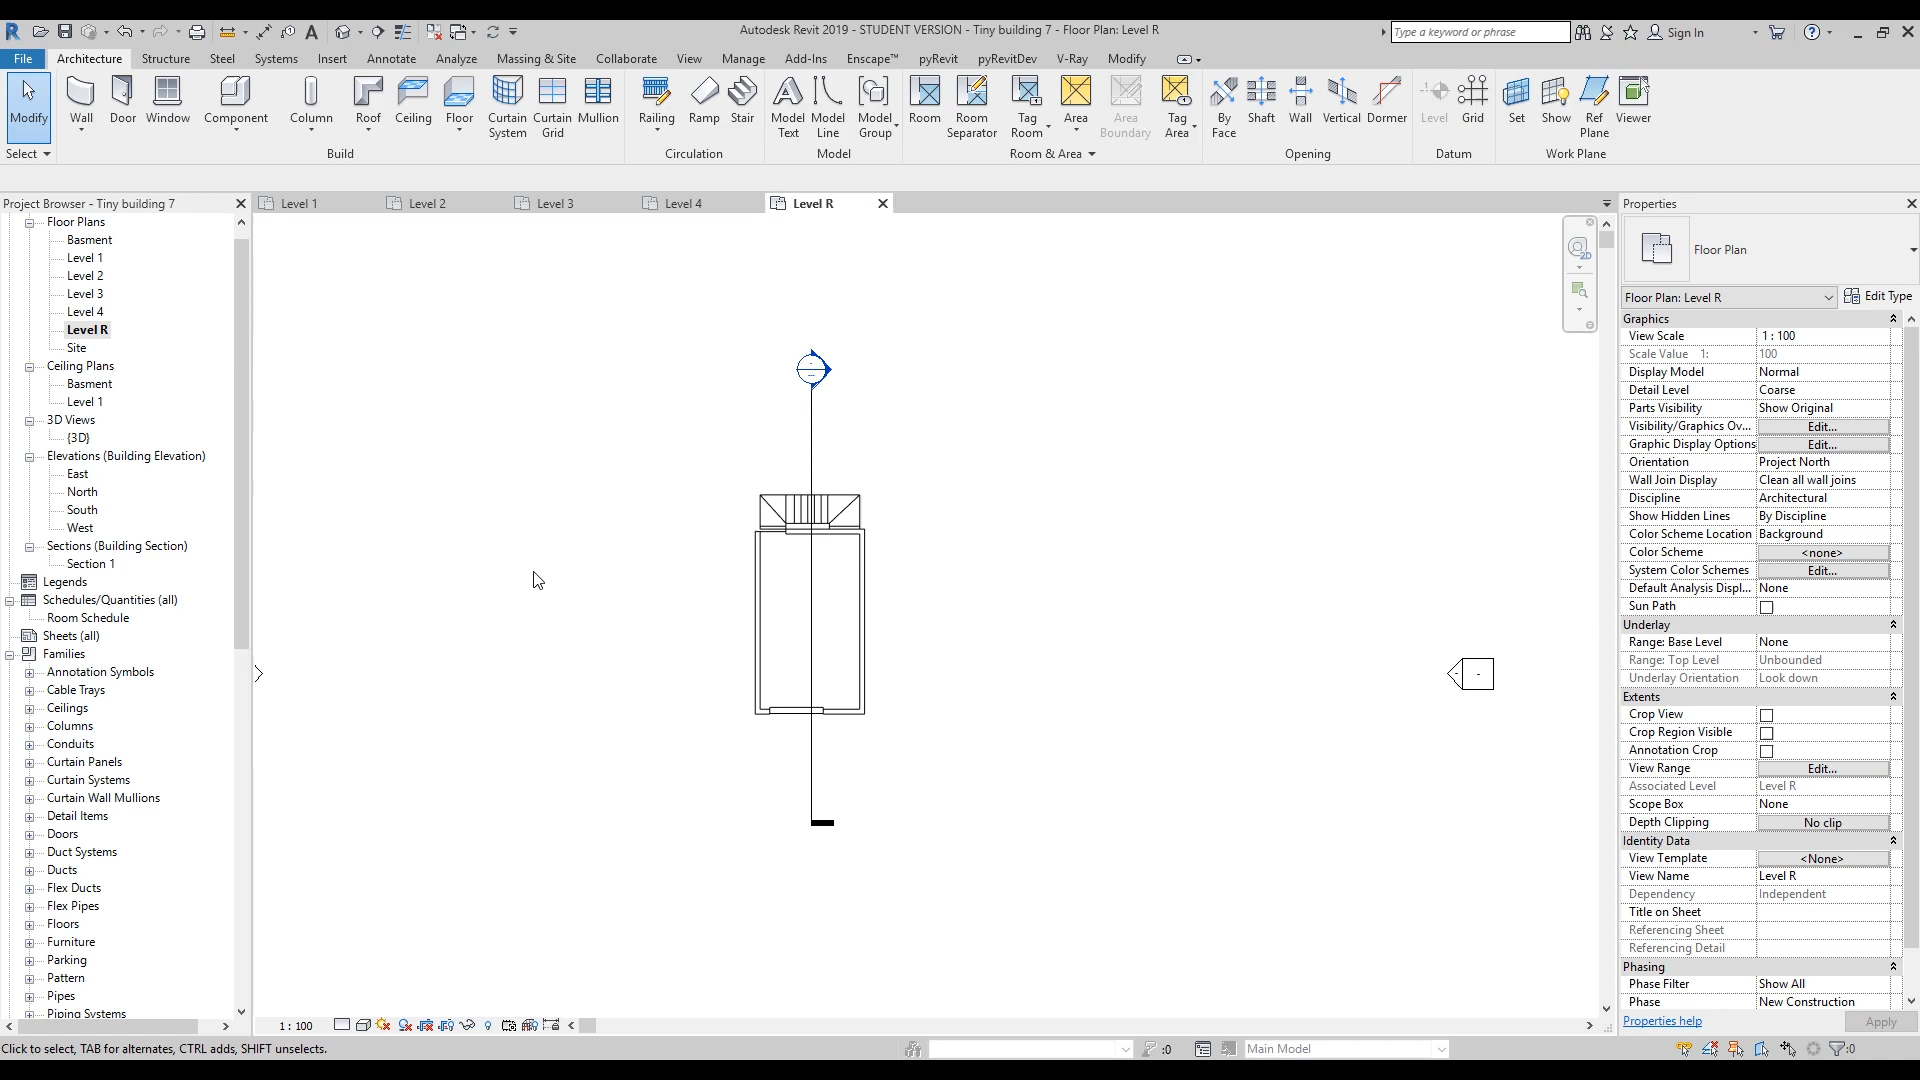 Autodesk Revit 2019 - STUDENT VERSION - Tiny building 7 - Floor Plan: Level R
Type a keyword or phrase
Sign In
File Architecture Structure Steel Systems Insert Annotate Analyze Massing & Site Collaborate View Manage Add-Ins Enscape™ pyRevit pyRevitDev V-Ray Modify
Modify Wall Door Window Component Column Roof Ceiling Floor Curtain System Curtain Grid Mullion Railing Ramp Stair Model Text Model Line Model Group Room Room Separator Tag Room Area Area Boundary Tag Area By Face Shaft Wall Vertical Dormer Level Grid Set Show Ref Plane Viewer
Select Build Circulation Model Room & Area Opening Datum Work Plane
Project Browser - Tiny building 7
Floor Plans
Basment
Level 1
Level 2
Level 3
Level 4
Level R
Site
Ceiling Plans
Basment
Level 1
3D Views
{3D}
Elevations (Building Elevation)
East
North
South
West
Sections (Building Section)
Section 1
Legends
Schedules/Quantities (all)
Room Schedule
Sheets (all)
Families
Annotation Symbols
Cable Trays
Ceilings
Columns
Conduits
Curtain Panels
Curtain Systems
Curtain Wall Mullions
Detail Items
Doors
Duct Systems
Ducts
Flex Ducts
Flex Pipes
Floors
Furniture
Parking
Pattern
Pipes
Piping Systems
Level 1 Level 2 Level 3 Level 4 Level R
2D
1 : 100
Properties
Floor Plan
Floor Plan: Level R Edit Type
Graphics
View Scale 1 : 100
Scale Value 1: 100
Display Model Normal
Detail Level Coarse
Parts Visibility Show Original
Visibility/Graphics Ov... Edit...
Graphic Display Options Edit...
Orientation Project North
Wall Join Display Clean all wall joins
Discipline Architectural
Show Hidden Lines By Discipline
Color Scheme Location Background
Color Scheme <none>
System Color Schemes Edit...
Default Analysis Displ... None
Sun Path
Underlay
Range: Base Level None
Range: Top Level Unbounded
Underlay Orientation Look down
Extents
Crop View
Crop Region Visible
Annotation Crop
View Range Edit...
Associated Level Level R
Scope Box None
Depth Clipping No clip
Identity Data
View Template <None>
View Name Level R
Dependency Independent
Title on Sheet
Referencing Sheet
Referencing Detail
Phasing
Phase Filter Show All
Phase New Construction
Properties help Apply
Click to select, TAB for alternates, CTRL adds, SHIFT unselects. :0 Main Model :0